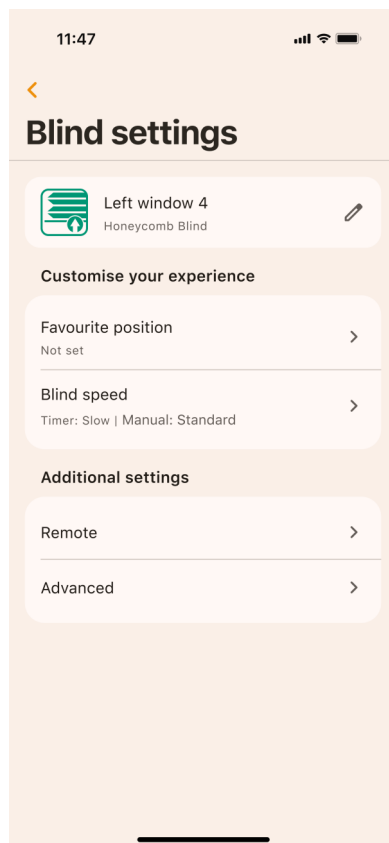 11:47
Blind settings
Left window 4
Honeycomb Blind
Customise your experience
Favourite position
Not set
Blind speed
Timer: Slow | Manual: Standard
Additional settings
Remote
Advanced